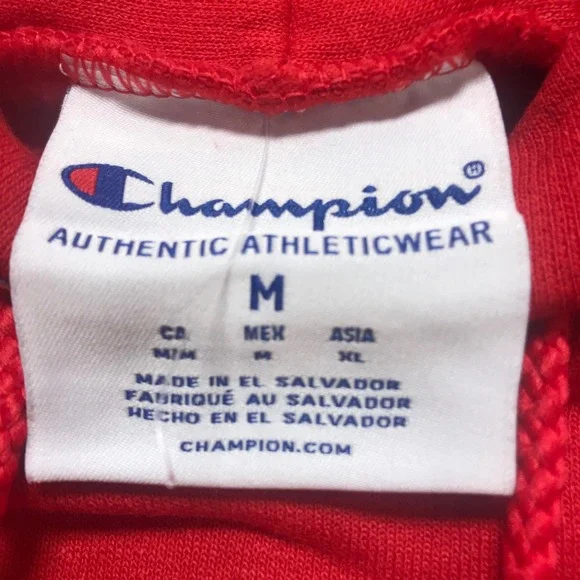 Champion®
AUTHENTIC ATHLETICWEAR
M
CA MEX ASIA
M/M M XL
MADE IN EL SALVADOR
FABRIQUÉ AU SALVADOR
HECHO EN EL SALVADOR
CHAMPION.COM